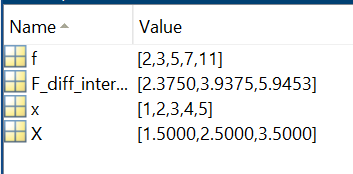 Name Value
f [2,3,5,7,11]
F_diff_inter... [2.3750,3.9375,5.9453]
x [1,2,3,4,5]
X [1.5000,2.5000,3.5000]